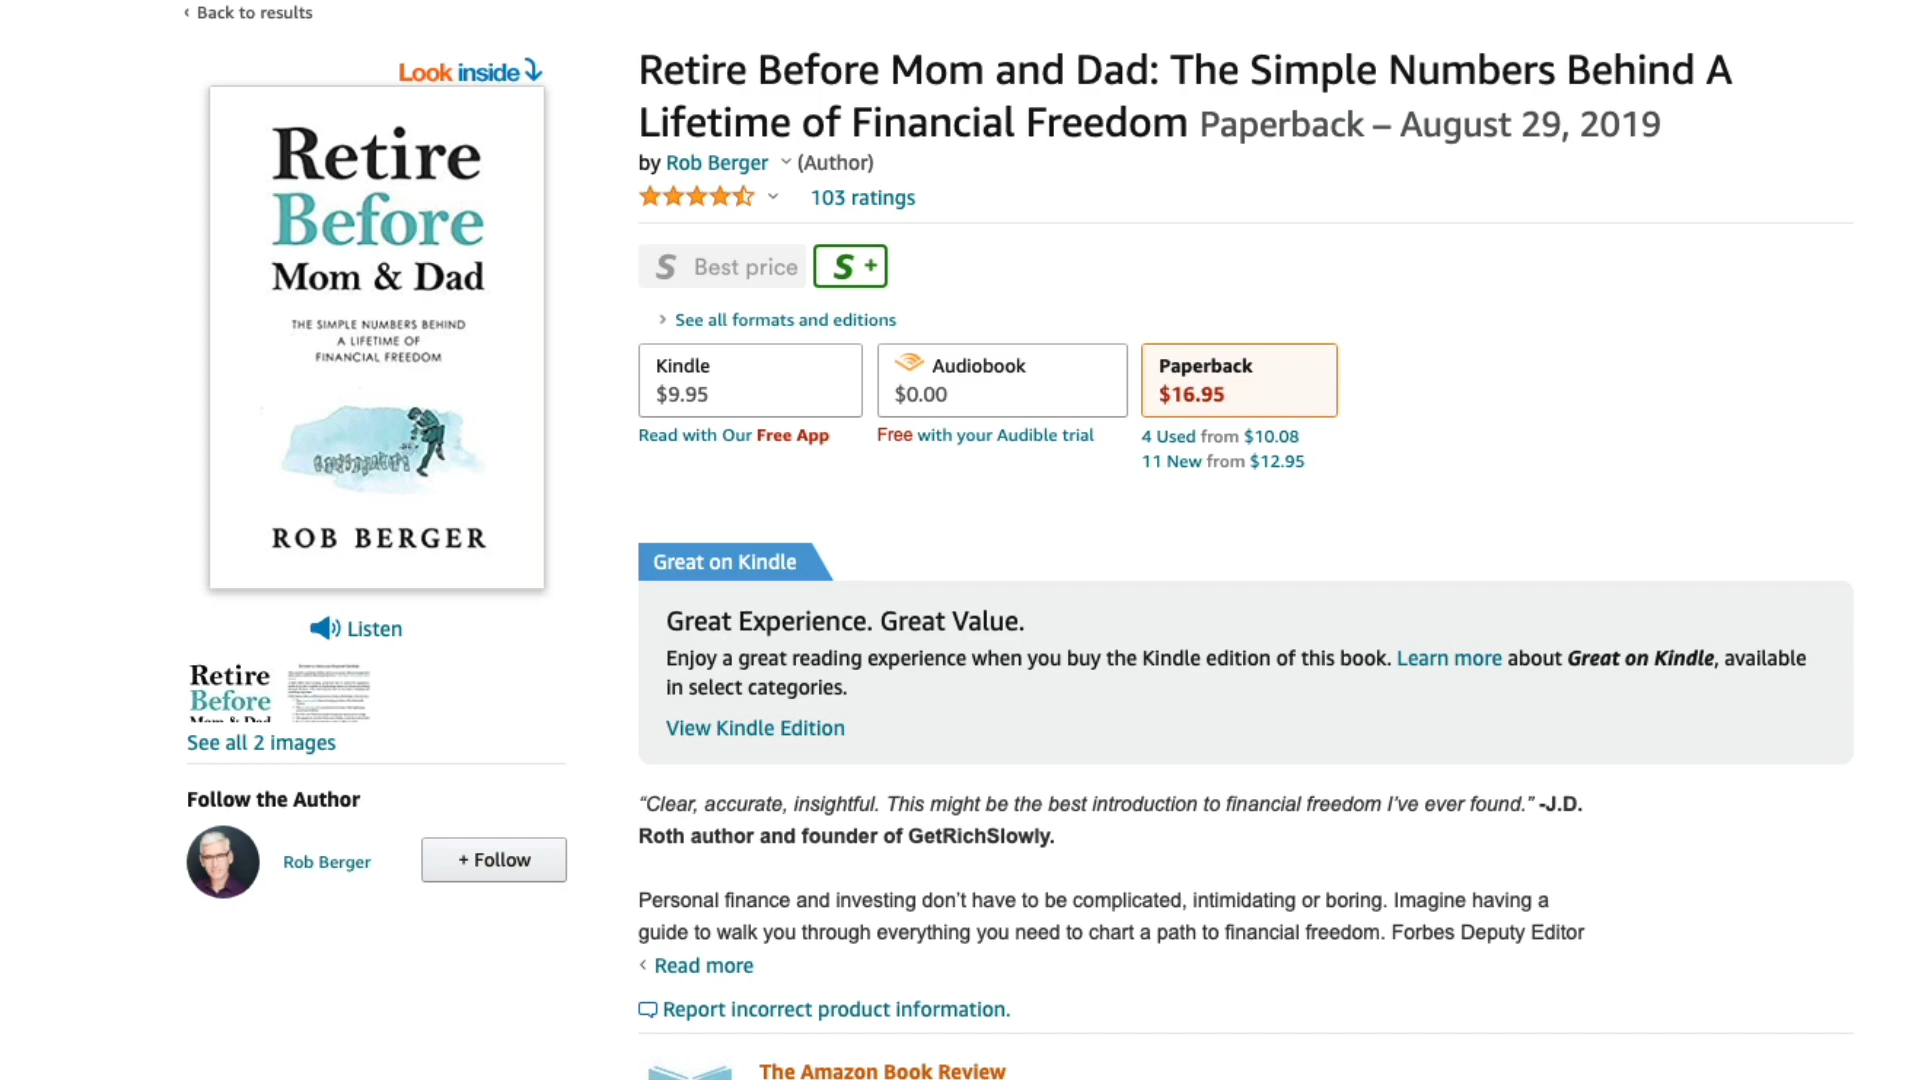 ‹ Back to results
Look inside
Retire
Before
Mom & Dad
THE SIMPLE NUMBERS BEHIND
A LIFETIME OF
FINANCIAL FREEDOM
ROB BERGER
Listen
Retire
Before
Mom & Dad
See all 2 images
Follow the Author
Rob Berger
+ Follow
Retire Before Mom and Dad: The Simple Numbers Behind A
Lifetime of Financial Freedom Paperback – August 29, 2019
by Rob Berger (Author)
103 ratings
S Best price S +
› See all formats and editions
Kindle
$9.95
Read with Our Free App
Audiobook
$0.00
Free with your Audible trial
Paperback
$16.95
4 Used from $10.08
11 New from $12.95
Great on Kindle
Great Experience. Great Value.
Enjoy a great reading experience when you buy the Kindle edition of this book. Learn more about Great on Kindle, available
in select categories.
View Kindle Edition
“Clear, accurate, insightful. This might be the best introduction to financial freedom I’ve ever found.” -J.D.
Roth author and founder of GetRichSlowly.
Personal finance and investing don’t have to be complicated, intimidating or boring. Imagine having a
guide to walk you through everything you need to chart a path to financial freedom. Forbes Deputy Editor
‹ Read more
Report incorrect product information.
The Amazon Book Review